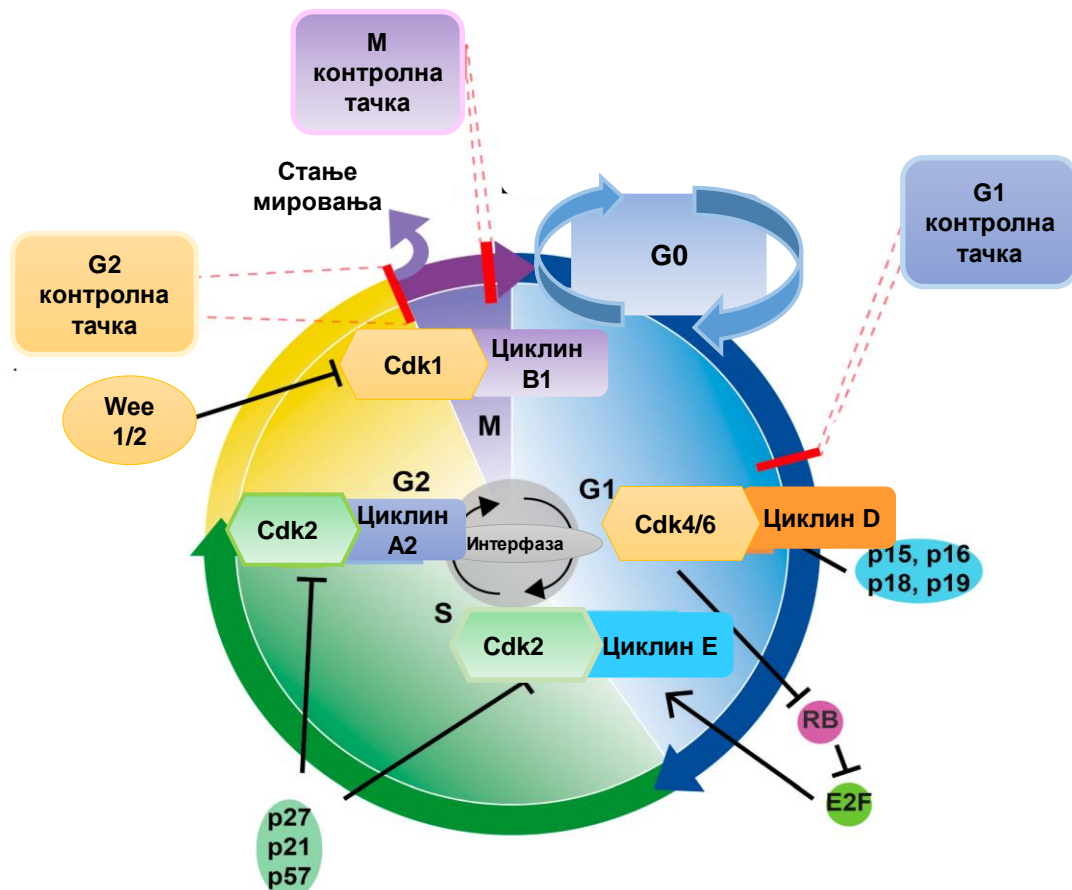 М
контролна
тачка
Стање
мировања
G1
контролна
тачка
G0
G2
контролна
тачка
Cdk1
Циклин
B1
Wee
1/2
M
G2
G1
Cdk2
Циклин
A2
Интерфаза
Cdk4/6
Циклин D
p15, p16
p18, p19
S
Cdk2
Циклин E
RB
E2F
p27
p21
p57